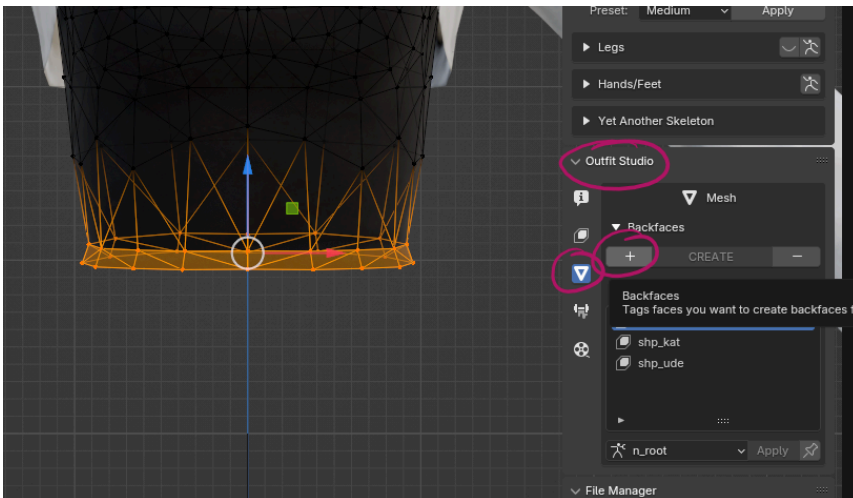 Preset: Medium Apply
Legs
Hands/Feet
Yet Another Skeleton
Outfit Studio
Mesh
Backfaces
+ CREATE −
Backfaces
Tags faces you want to create backfaces
shp_kat
shp_ude
n_root Apply
File Manager